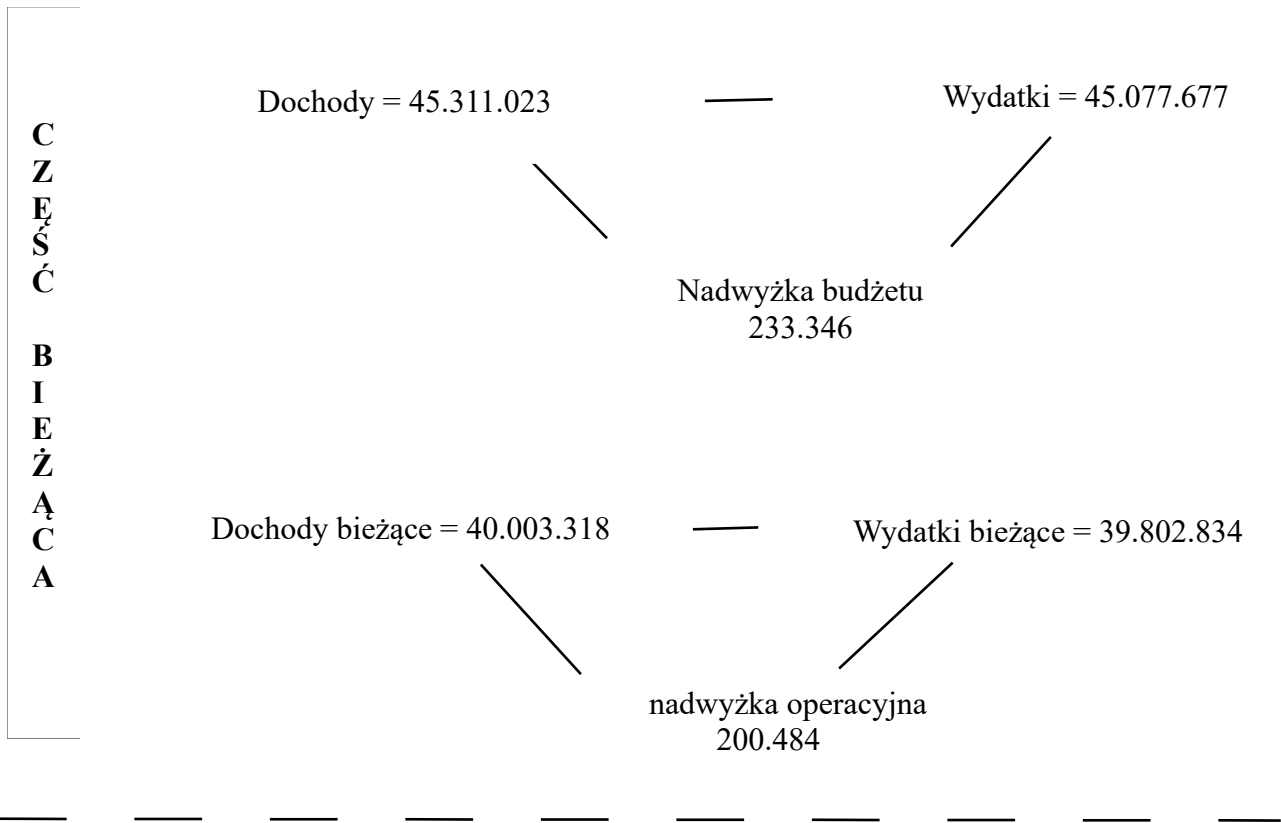 C
Z
Ę
Ś
Ć
B
I
E
Ż
Ą
C
A
Dochody = 45.311.023 — Wydatki = 45.077.677
Nadwyżka budżetu
233.346
Dochody bieżące = 40.003.318 — Wydatki bieżące = 39.802.834
nadwyżka operacyjna
200.484